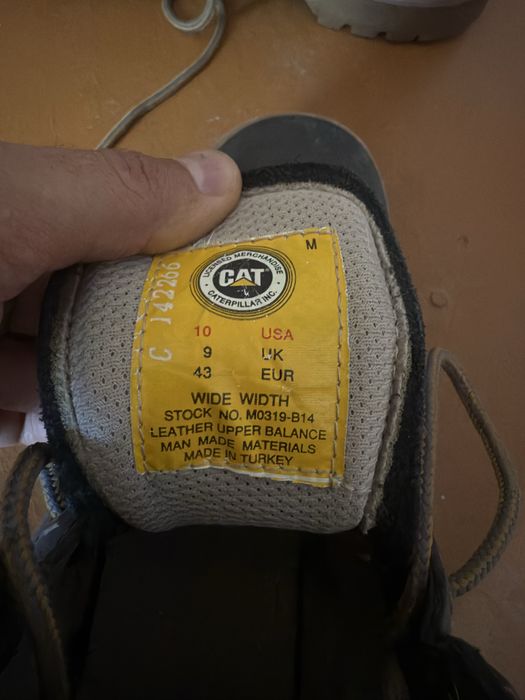 M
LICENSED MERCHANDISE
CAT
CATERPILLAR INC.
C 142266
10 USA
9 UK
43 EUR
WIDE WIDTH
STOCK NO. M0319-B14
LEATHER UPPER BALANCE
MAN MADE MATERIALS
MADE IN TURKEY